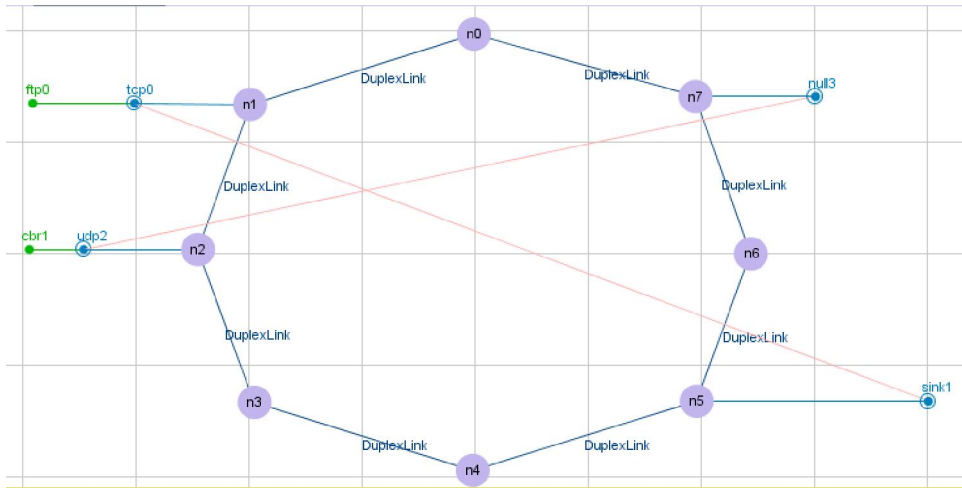 n0
DuplexLink
DuplexLink
ftp0
tcp0
n1
n7
null3
DuplexLink
DuplexLink
cbr1
udp2
n2
n6
DuplexLink
DuplexLink
n3
n5
sink1
DuplexLink
DuplexLink
n4